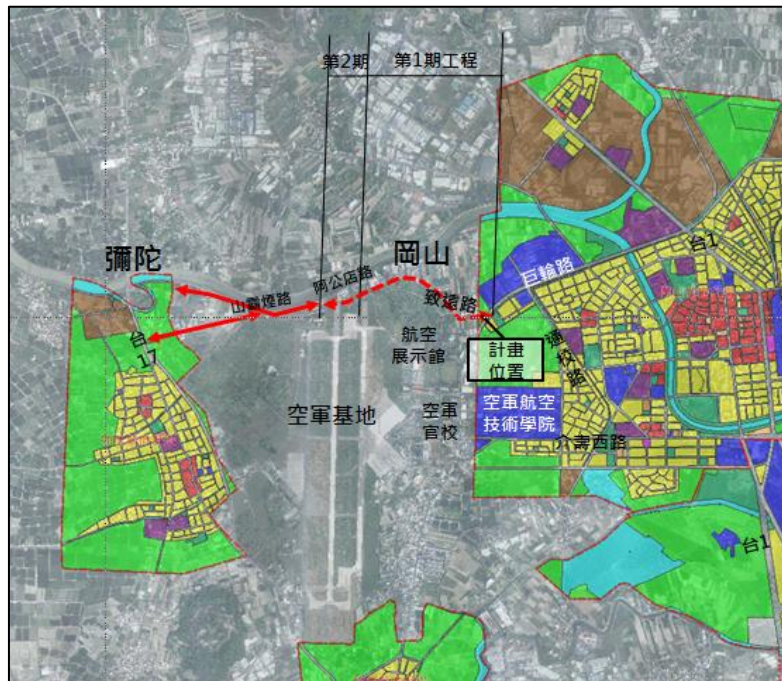 第2期
第1期工程
彌陀
岡山
台1
巨輪路
阿公店路
山霸煙路
致遠路
台
17
航空
展示館
計畫
位置
通校路
空軍基地
空軍
官校
空軍航空
技術學院
介壽西路
台1